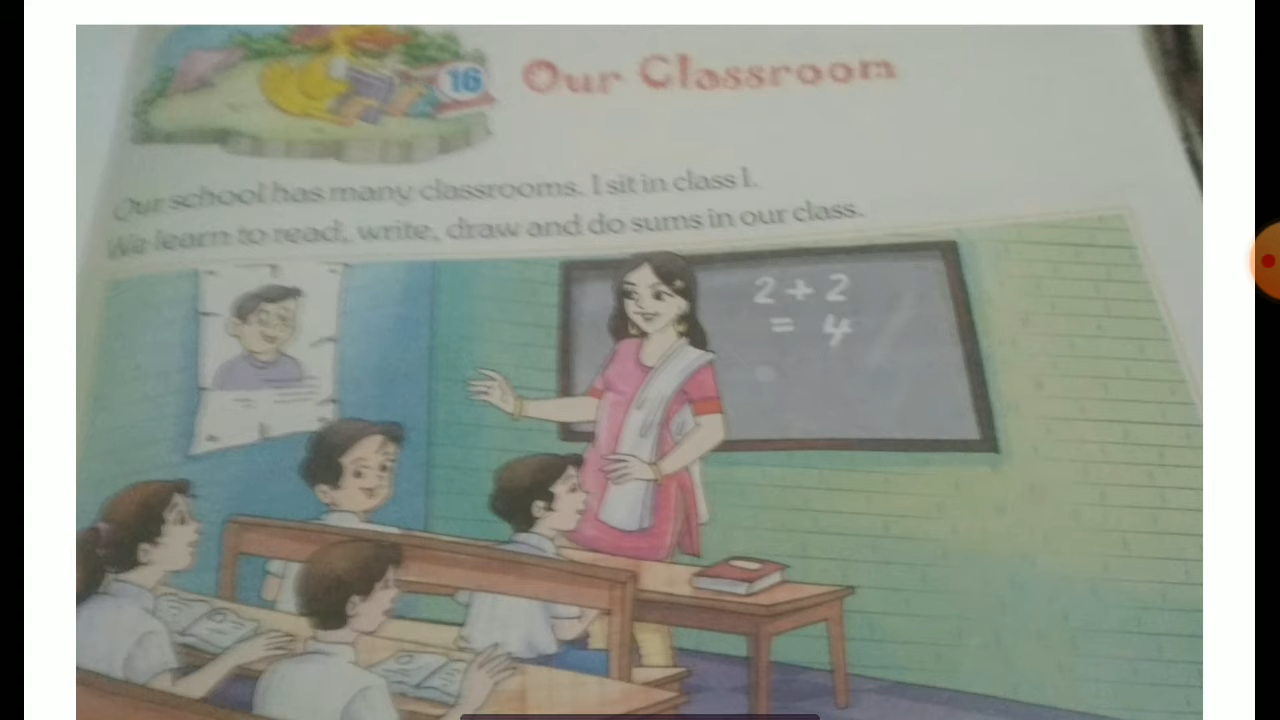 16
Our Classroom
Our school has many classrooms. I sit in class I.
We learn to read, write, draw and do sums in our class.
2 + 2
= 4